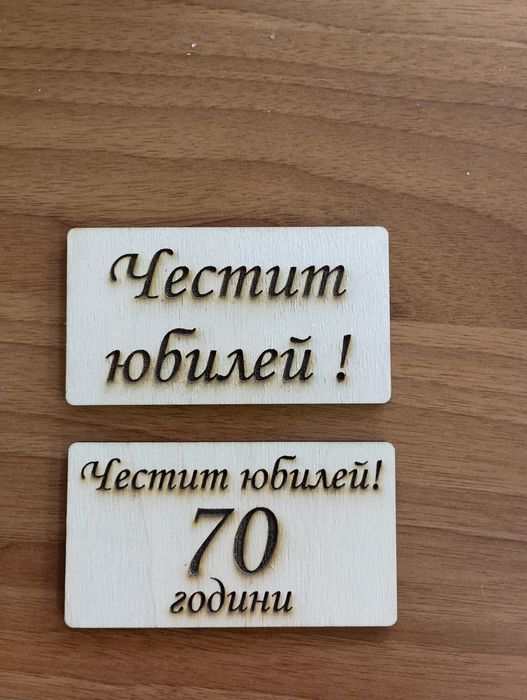 Честит
юбилей !
Честит юбилей!
70
години